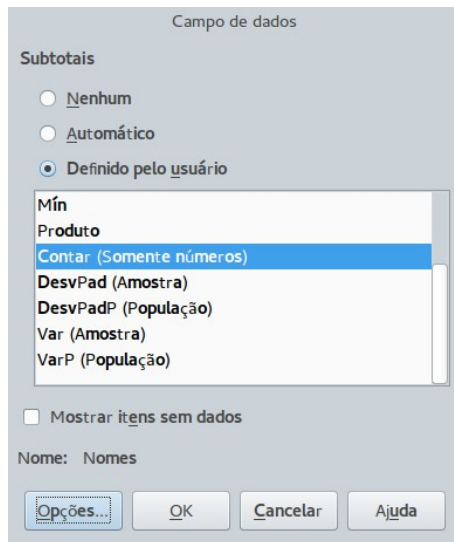 Campo de dados
Subtotais
Nenhum
Automático
Definido pelo usuário
Mín
Produto
Contar (Somente números)
DesvPad (Amostra)
DesvPadP (População)
Var (Amostra)
VarP (População)
Mostrar itens sem dados
Nome: Nomes
Opções... OK Cancelar Ajuda